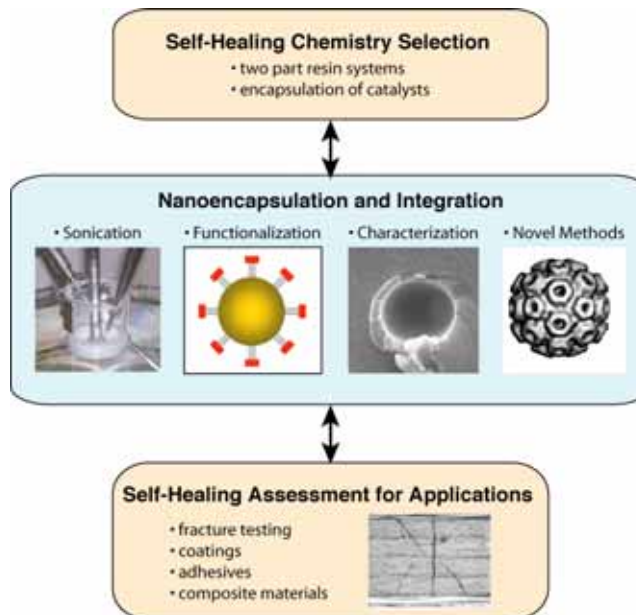 Self-Healing Chemistry Selection
• two part resin systems
• encapsulation of catalysts
Nanoencapsulation and Integration
• Sonication • Functionalization • Characterization • Novel Methods
Self-Healing Assessment for Applications
• fracture testing
• coatings
• adhesives
• composite materials